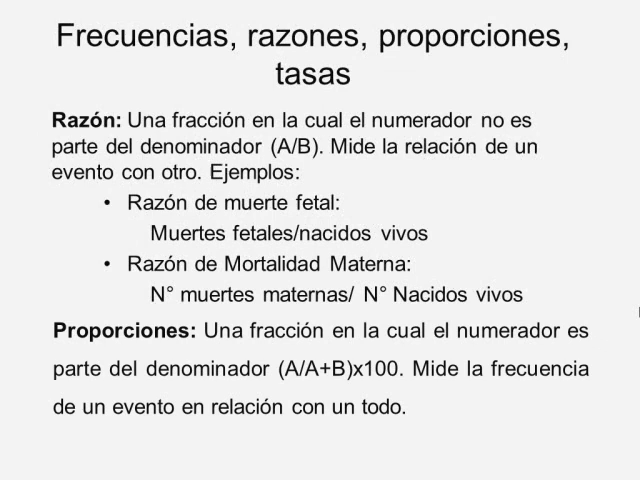 Frecuencias, razones, proporciones,
tasas
Razón: Una fracción en la cual el numerador no es
parte del denominador (A/B). Mide la relación de un
evento con otro. Ejemplos:
• Razón de muerte fetal:
Muertes fetales/nacidos vivos
• Razón de Mortalidad Materna:
N° muertes maternas/ N° Nacidos vivos
Proporciones: Una fracción en la cual el numerador es
parte del denominador (A/A+B)x100. Mide la frecuencia
de un evento en relación con un todo.